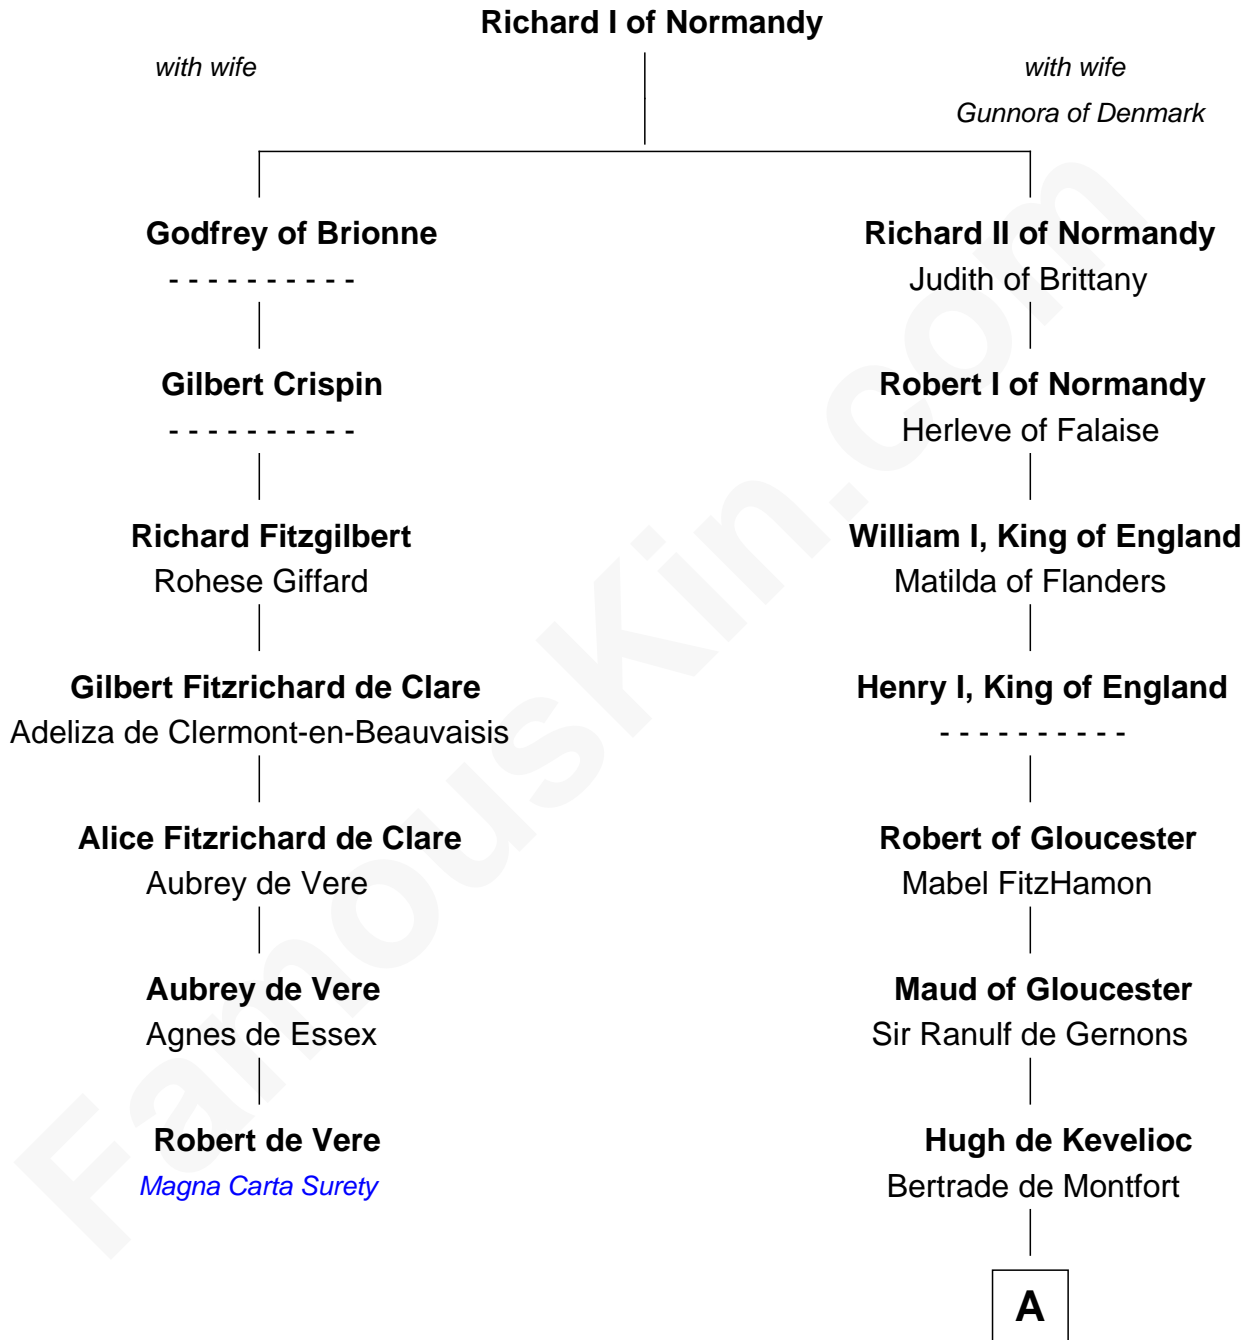 Richard I of Normandy
with wife
with wife
Gunnora of Denmark
Godfrey of Brionne
- - - - - - - - - -
Gilbert Crispin
- - - - - - - - - -
Richard Fitzgilbert
Rohese Giffard
Gilbert Fitzrichard de Clare
Adeliza de Clermont-en-Beauvaisis
Alice Fitzrichard de Clare
Aubrey de Vere
Aubrey de Vere
Agnes de Essex
Robert de Vere
Magna Carta Surety
Richard II of Normandy
Judith of Brittany
Robert I of Normandy
Herleve of Falaise
William I, King of England
Matilda of Flanders
Henry I, King of England
- - - - - - - - - -
Robert of Gloucester
Mabel FitzHamon
Maud of Gloucester
Sir Ranulf de Gernons
Hugh de Kevelioc
Bertrade de Montfort
A
FamousKin.com